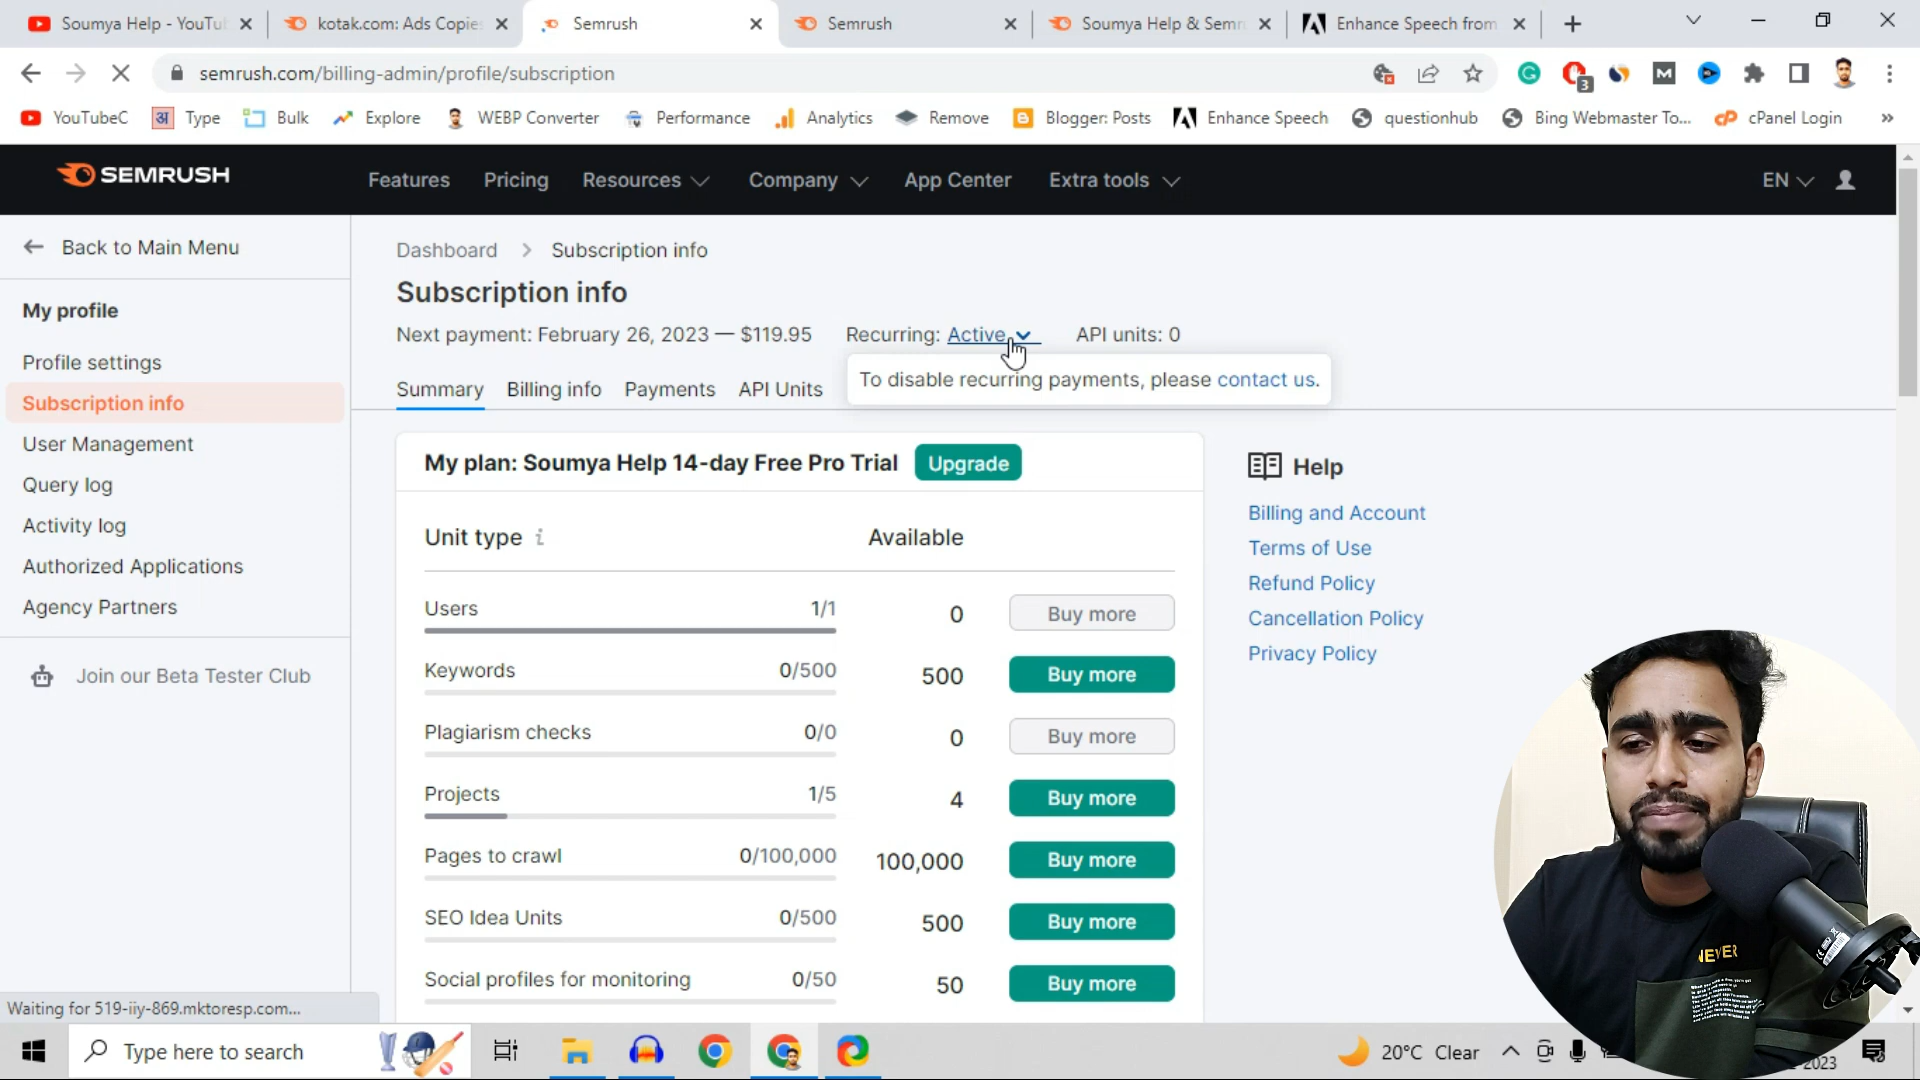 Soumya Help - YouTu
kotak.com: Ads Copie
Semrush
Semrush
Soumya Help & Semr
Enhance Speech from
semrush.com/billing-admin/profile/subscription
3
YouTubeC
अ Type
Bulk
Explore
WEBP Converter
Performance
Analytics
Remove
Blogger: Posts
Enhance Speech
questionhub
Bing Webmaster To...
cPanel Login
SEMRUSH
Features
Pricing
Resources
Company
App Center
Extra tools
EN
Back to Main Menu
My profile
Profile settings
Subscription info
User Management
Query log
Activity log
Authorized Applications
Agency Partners
Join our Beta Tester Club
Dashboard > Subscription info
Subscription info
Next payment: February 26, 2023 — $119.95 Recurring: Active API units: 0
To disable recurring payments, please contact us.
Summary Billing info Payments API Units
My plan: Soumya Help 14-day Free Pro Trial Upgrade
Unit type i Available
Users 1/1 0 Buy more
Keywords 0/500 500 Buy more
Plagiarism checks 0/0 0 Buy more
Projects 1/5 4 Buy more
Pages to crawl 0/100,000 100,000 Buy more
SEO Idea Units 0/500 500 Buy more
Social profiles for monitoring 0/50 50 Buy more
Help
Billing and Account
Terms of Use
Refund Policy
Cancellation Policy
Privacy Policy
NEVER
Waiting for 519-iiy-869.mktoresp.com...
Type here to search
20°C Clear
2023